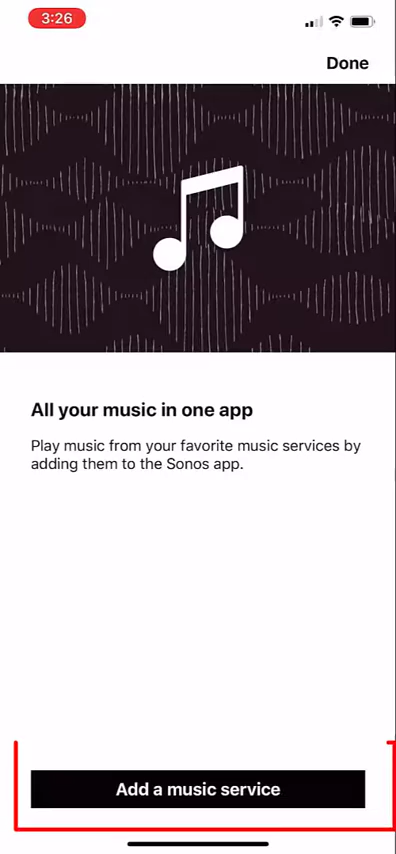 3:26
Done
All your music in one app
Play music from your favorite music services by
adding them to the Sonos app.
Add a music service